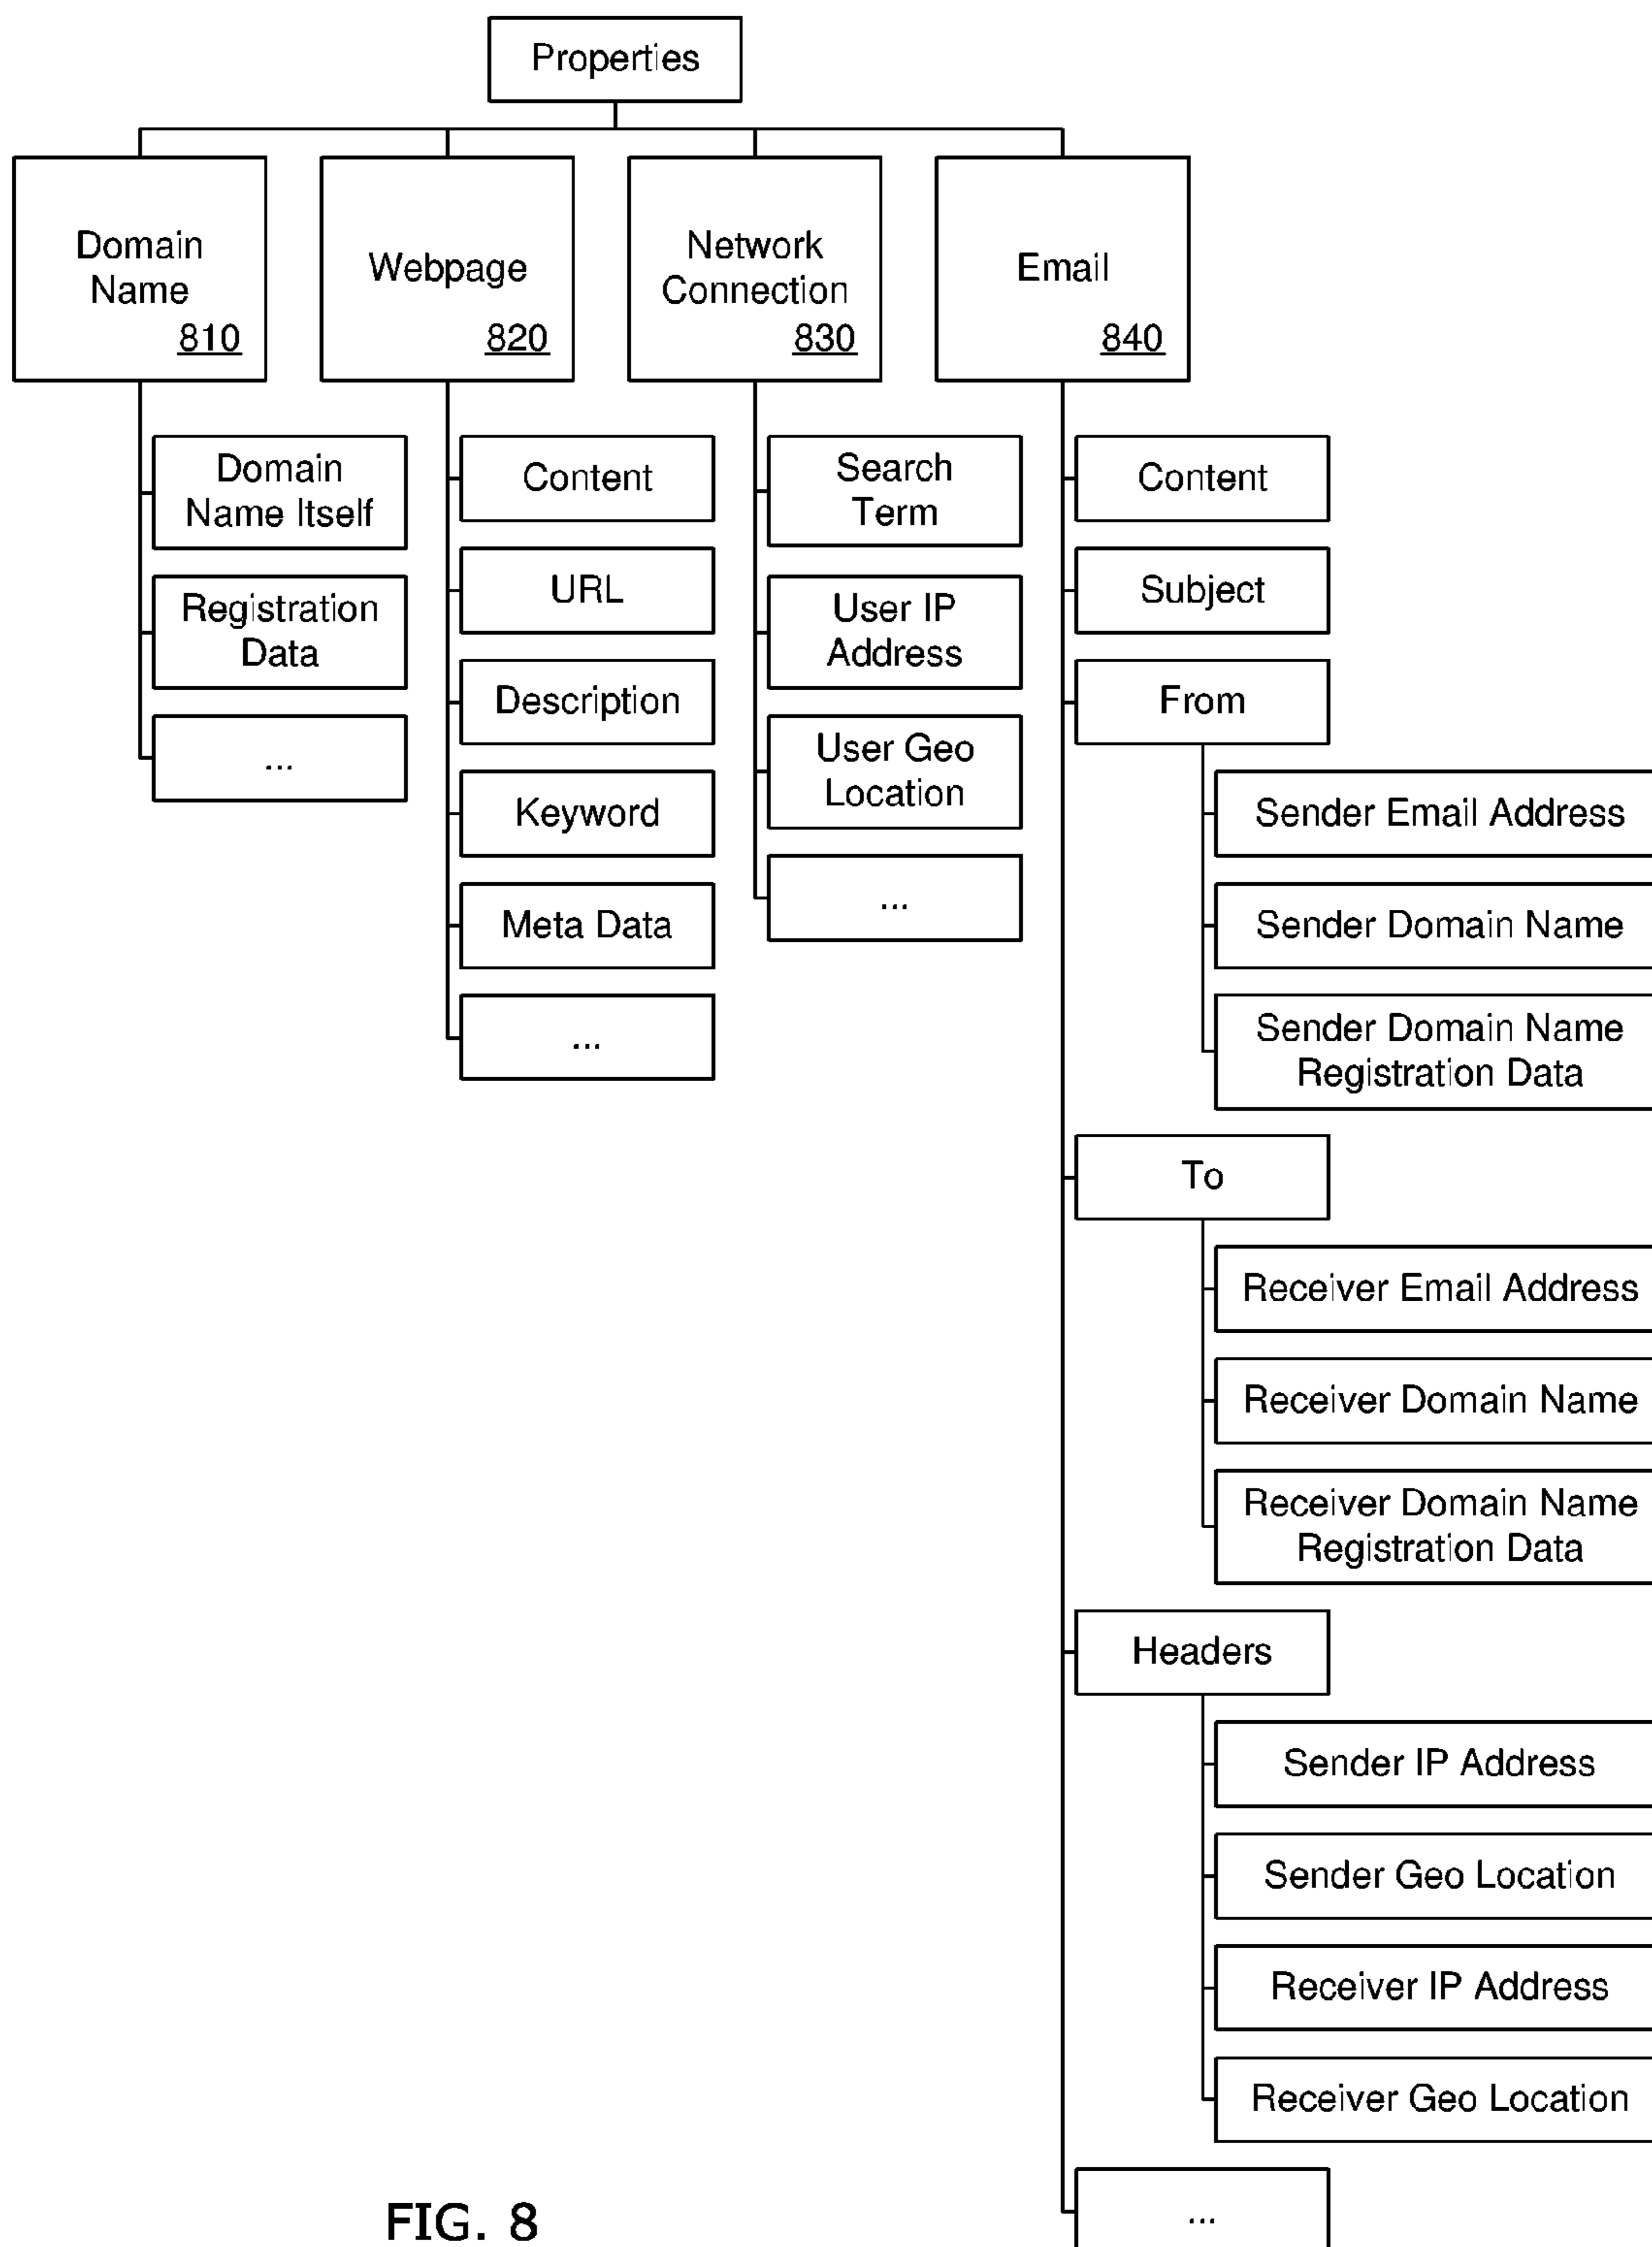 Properties
Domain
Name
810
Webpage
820
Network
Connection
830
Email
840
Domain
Name Itself
Registration
Data
...
Content
URL
Description
Keyword
Meta Data
...
Search
Term
User IP
Address
User Geo
Location
...
Content
Subject
From
Sender Email Address
Sender Domain Name
Sender Domain Name
Registration Data
To
Receiver Email Address
Receiver Domain Name
Receiver Domain Name
Registration Data
Headers
Sender IP Address
Sender Geo Location
Receiver IP Address
Receiver Geo Location
...
FIG. 8